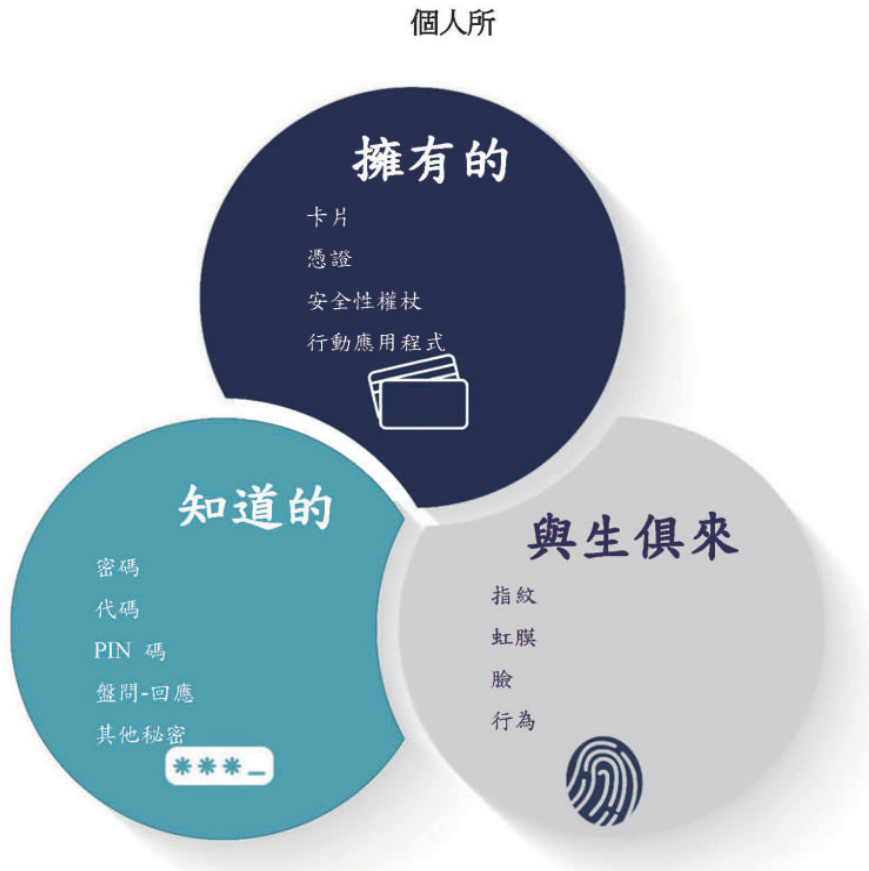 個人所
擁有的
卡片
憑證
安全性權杖
行動應用程式
知道的
密碼
代碼
PIN 碼
盤問-回應
其他秘密
***_
與生俱來
指紋
虹膜
臉
行為